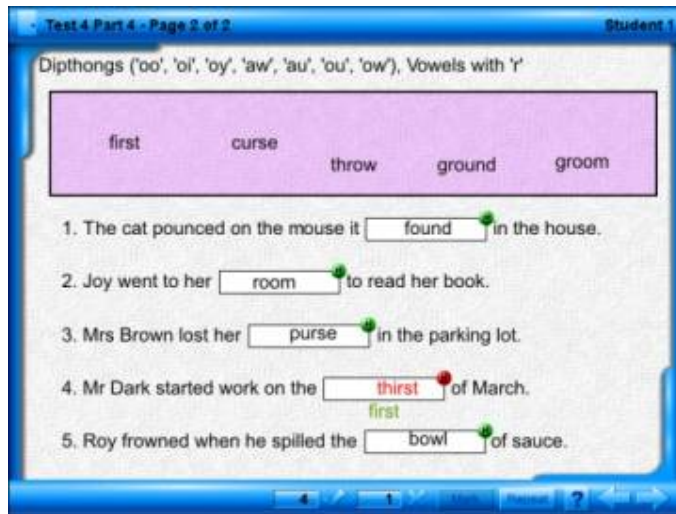 - Test 4 Part 4 - Page 2 of 2 Student 1
Dipthongs ('oo', 'oi', 'oy', 'aw', 'au', 'ou', 'ow'), Vowels with 'r'
first curse
throw ground groom
1. The cat pounced on the mouse it found in the house.
2. Joy went to her room to read her book.
3. Mrs Brown lost her purse in the parking lot.
4. Mr Dark started work on the thirst of March.
first
5. Roy frowned when he spilled the bowl of sauce.
4 1 Mark Repeat ?